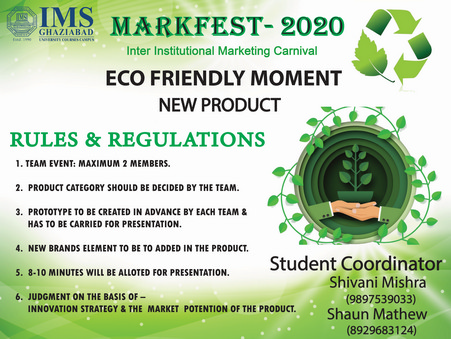 IMS
GHAZIABAD
UNIVERSITY COURSES CAMPUS
MARKFEST- 2020
Inter Institutional Marketing Carnival
ECO FRIENDLY MOMENT
NEW PRODUCT
RULES & REGULATIONS
1. TEAM EVENT: MAXIMUM 2 MEMBERS.
2. PRODUCT CATEGORY SHOULD BE DECIDED BY THE TEAM.
3. PROTOTYPE TO BE CREATED IN ADVANCE BY EACH TEAM &
HAS TO BE CARRIED FOR PRESENTATION.
4. NEW BRANDS ELEMENT TO BE TO ADDED IN THE PRODUCT.
5. 8-10 MINUTES WILL BE ALLOTED FOR PRESENTATION.
6. JUDGMENT ON THE BASIS OF –
INNOVATION STRATEGY & THE MARKET POTENTION OF THE PRODUCT.
Student Coordinator
Shivani Mishra
(9897539033)
Shaun Mathew
(8929683124)